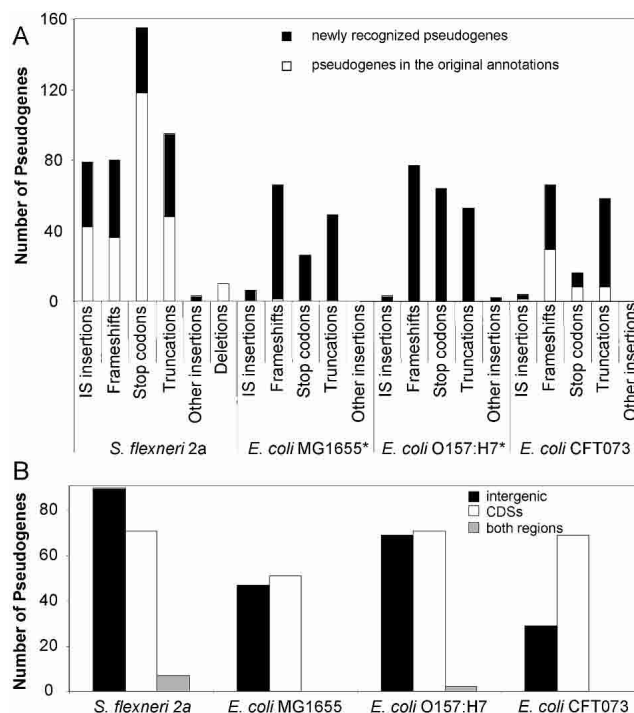 A
Number of Pseudogenes
160
120
80
40
0
newly recognized pseudogenes
pseudogenes in the original annotations
IS insertions
Frameshifts
Stop codons
Truncations
Other insertions
Deletions
IS insertions
Frameshifts
Stop codons
Truncations
Other insertions
IS insertions
Frameshifts
Stop codons
Truncations
Other insertions
IS insertions
Frameshifts
Stop codons
Truncations
Other insertions
S. flexneri 2a
E. coli MG1655*
E. coli O157:H7*
E. coli CFT073
B
Number of Pseudogenes
80
60
40
20
0
intergenic
CDSs
both regions
S. flexneri 2a
E. coli MG1655
E. coli O157:H7
E. coli CFT073